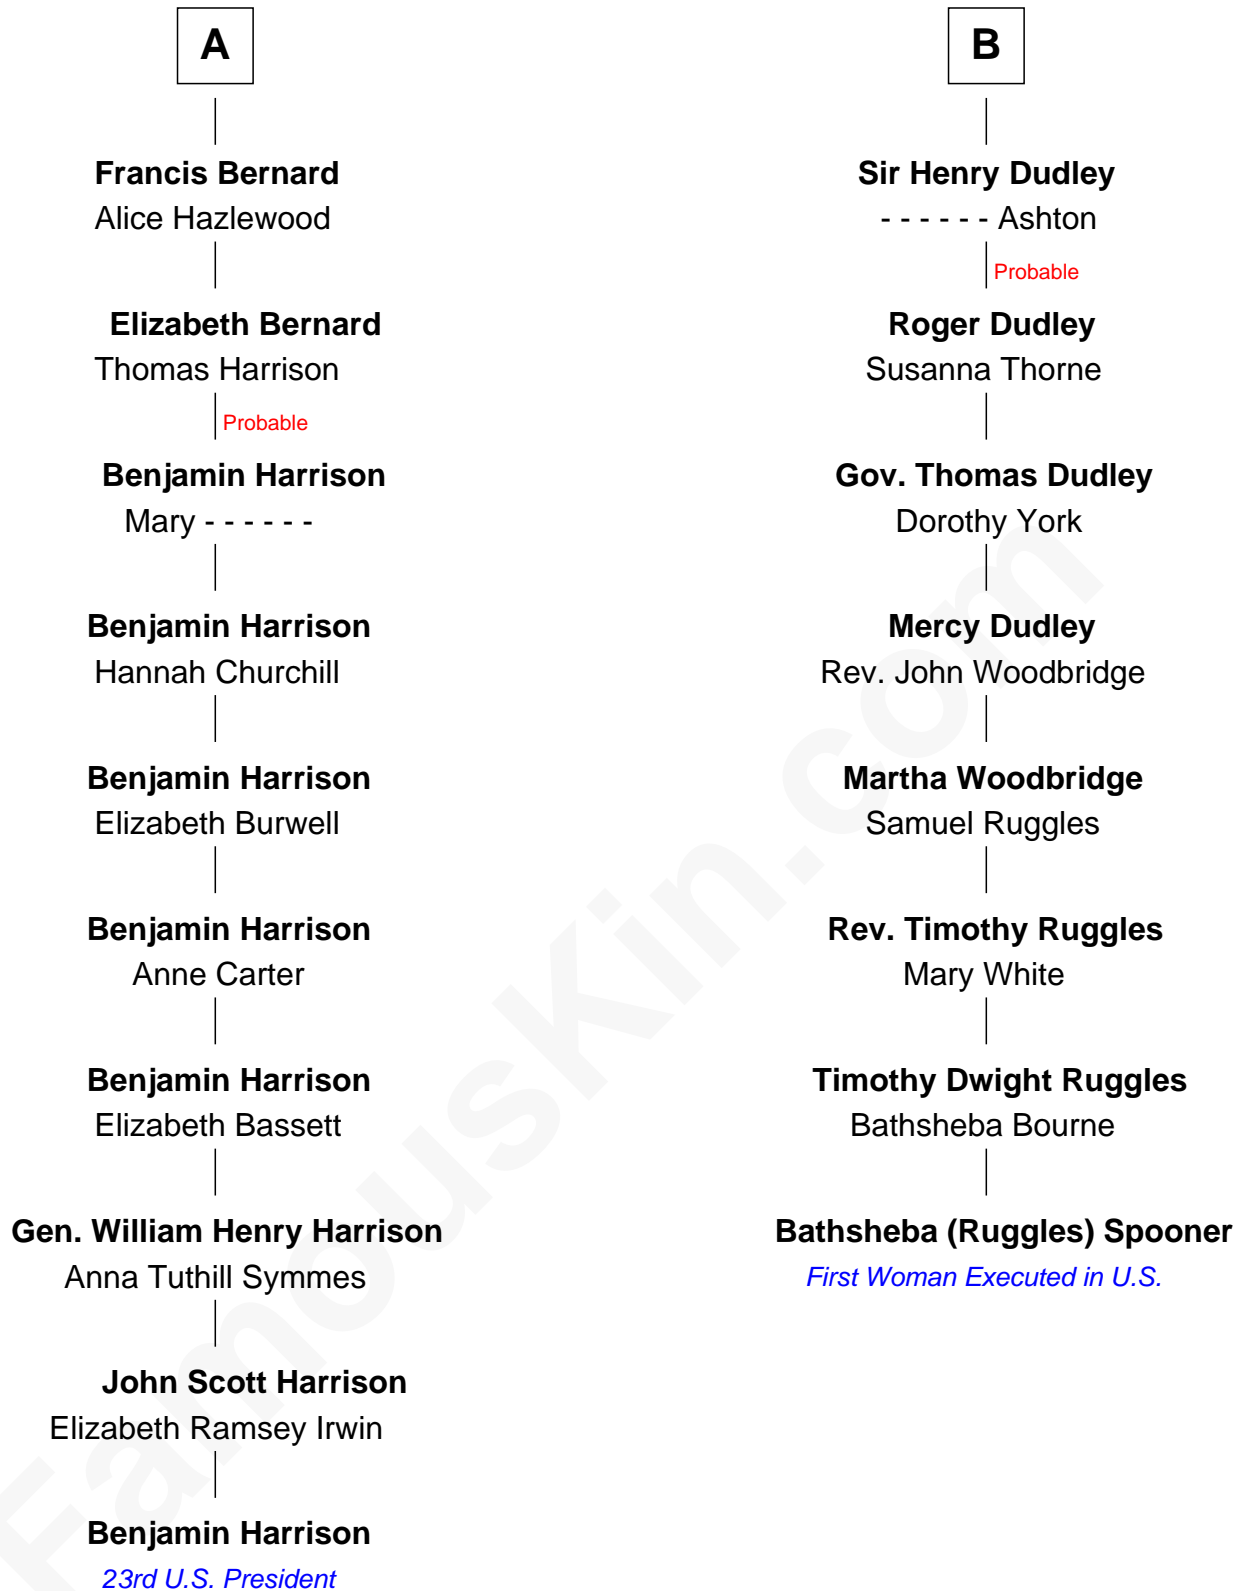 A
Francis Bernard
Alice Hazlewood
Elizabeth Bernard
Thomas Harrison
Probable
Benjamin Harrison
Mary - - - - - -
Benjamin Harrison
Hannah Churchill
Benjamin Harrison
Elizabeth Burwell
Benjamin Harrison
Anne Carter
Benjamin Harrison
Elizabeth Bassett
Gen. William Henry Harrison
Anna Tuthill Symmes
John Scott Harrison
Elizabeth Ramsey Irwin
Benjamin Harrison
23rd U.S. President
B
Sir Henry Dudley
- - - - - - Ashton
Probable
Roger Dudley
Susanna Thorne
Gov. Thomas Dudley
Dorothy York
Mercy Dudley
Rev. John Woodbridge
Martha Woodbridge
Samuel Ruggles
Rev. Timothy Ruggles
Mary White
Timothy Dwight Ruggles
Bathsheba Bourne
Bathsheba (Ruggles) Spooner
First Woman Executed in U.S.
FamousKin.com